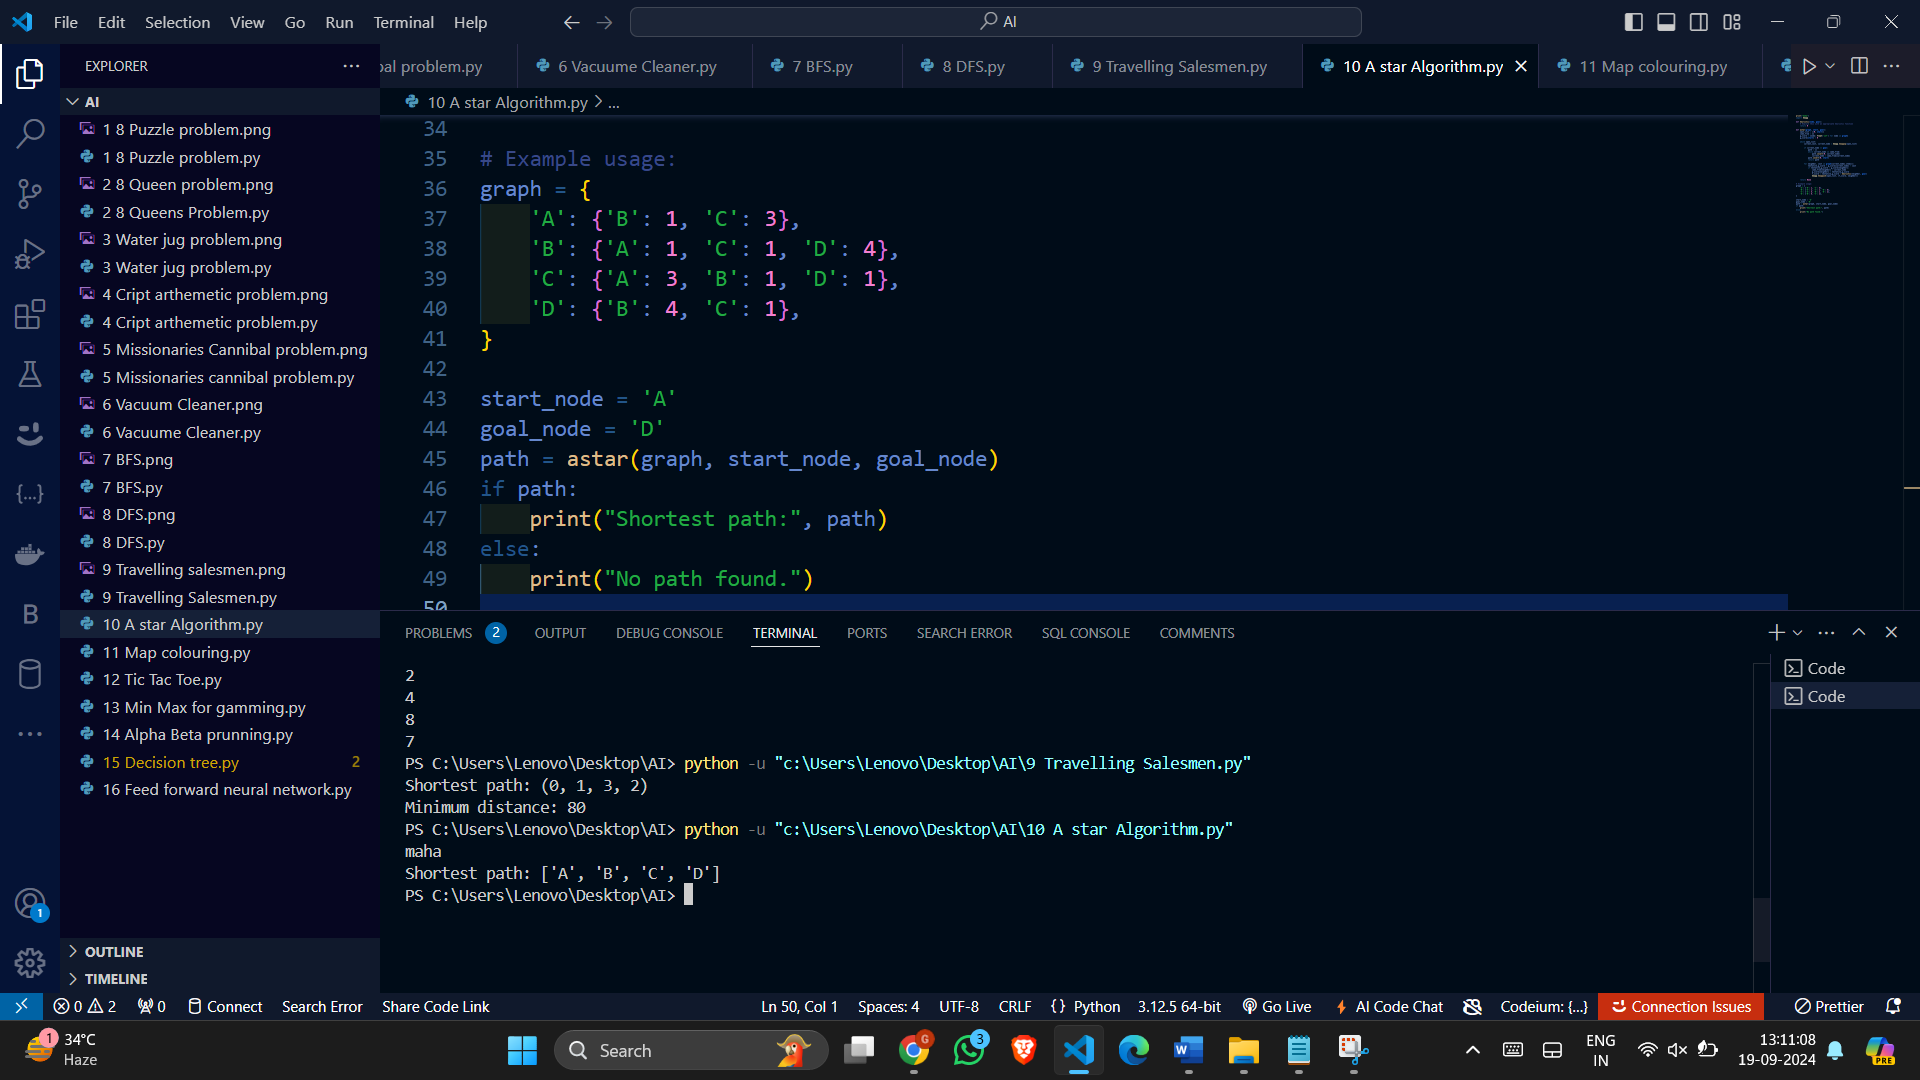 File Edit Selection View Go Run Terminal Help
AI
EXPLORER
bal problem.py
6 Vacuume Cleaner.py
7 BFS.py
8 DFS.py
9 Travelling Salesmen.py
10 A star Algorithm.py
11 Map colouring.py
AI
1 8 Puzzle problem.png
1 8 Puzzle problem.py
2 8 Queen problem.png
2 8 Queens Problem.py
3 Water jug problem.png
3 Water jug problem.py
4 Cript arthemetic problem.png
4 Cript arthemetic problem.py
5 Missionaries Cannibal problem.png
5 Missionaries cannibal problem.py
6 Vacuum Cleaner.png
6 Vacuume Cleaner.py
7 BFS.png
7 BFS.py
8 DFS.png
8 DFS.py
9 Travelling salesmen.png
9 Travelling Salesmen.py
10 A star Algorithm.py
11 Map colouring.py
12 Tic Tac Toe.py
13 Min Max for gamming.py
14 Alpha Beta prunning.py
15 Decision tree.py 2
16 Feed forward neural network.py
OUTLINE
TIMELINE
B
1
10 A star Algorithm.py > ...
34
35 # Example usage:
36 graph = {
37 'A': {'B': 1, 'C': 3},
38 'B': {'A': 1, 'C': 1, 'D': 4},
39 'C': {'A': 3, 'B': 1, 'D': 1},
40 'D': {'B': 4, 'C': 1},
41 }
42
43 start_node = 'A'
44 goal_node = 'D'
45 path = astar(graph, start_node, goal_node)
46 if path:
47 print("Shortest path:", path)
48 else:
49 print("No path found.")
50
PROBLEMS 2 OUTPUT DEBUG CONSOLE TERMINAL PORTS SEARCH ERROR SQL CONSOLE COMMENTS
2
4
8
7
PS C:\Users\Lenovo\Desktop\AI> python -u "c:\Users\Lenovo\Desktop\AI\9 Travelling Salesmen.py"
Shortest path: (0, 1, 3, 2)
Minimum distance: 80
PS C:\Users\Lenovo\Desktop\AI> python -u "c:\Users\Lenovo\Desktop\AI\10 A star Algorithm.py"
maha
Shortest path: ['A', 'B', 'C', 'D']
PS C:\Users\Lenovo\Desktop\AI>
Code
Code
0 2 0 Connect Search Error Share Code Link
Ln 50, Col 1 Spaces: 4 UTF-8 CRLF {} Python 3.12.5 64-bit Go Live AI Code Chat Codeium: {...} Connection Issues Prettier
1
34°C
Haze
Search
G
3
ENG
IN
13:11:08
19-09-2024
PRE